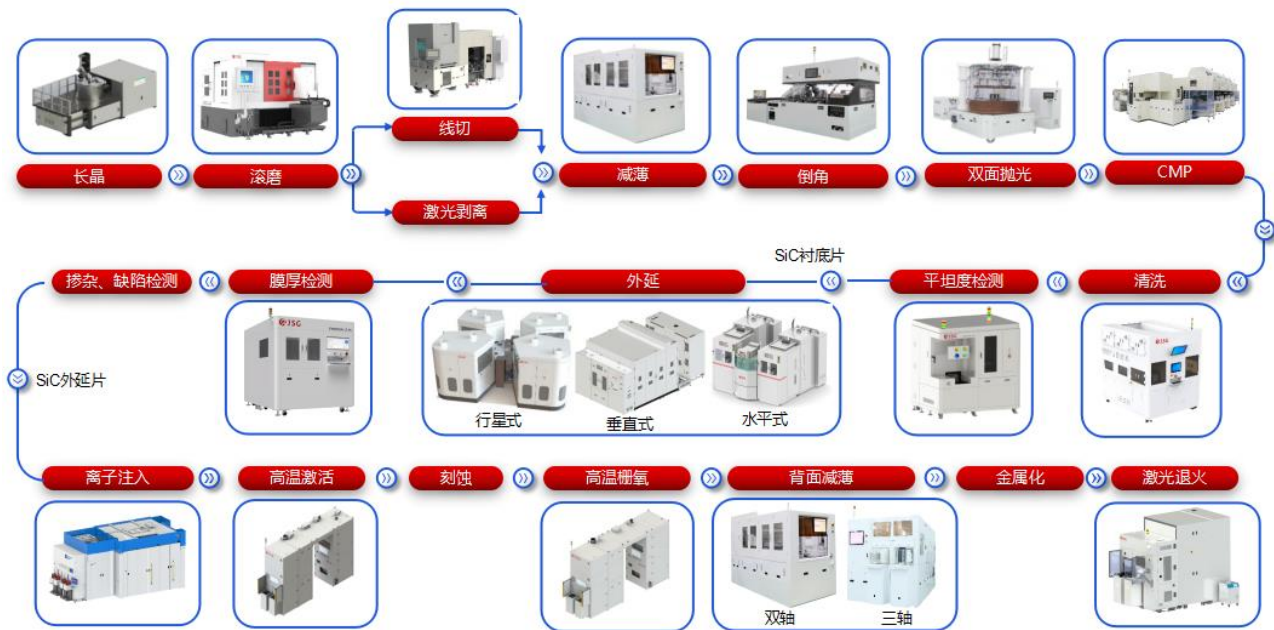 长晶
滚磨
线切
激光剥离
减薄
倒角
双面抛光
CMP
清洗
平坦度检测
SiC衬底片
外延
行星式
垂直式
水平式
膜厚检测
JSG
掺杂、缺陷检测
SiC外延片
离子注入
高温激活
刻蚀
高温栅氧
背面减薄
双轴
三轴
金属化
激光退火